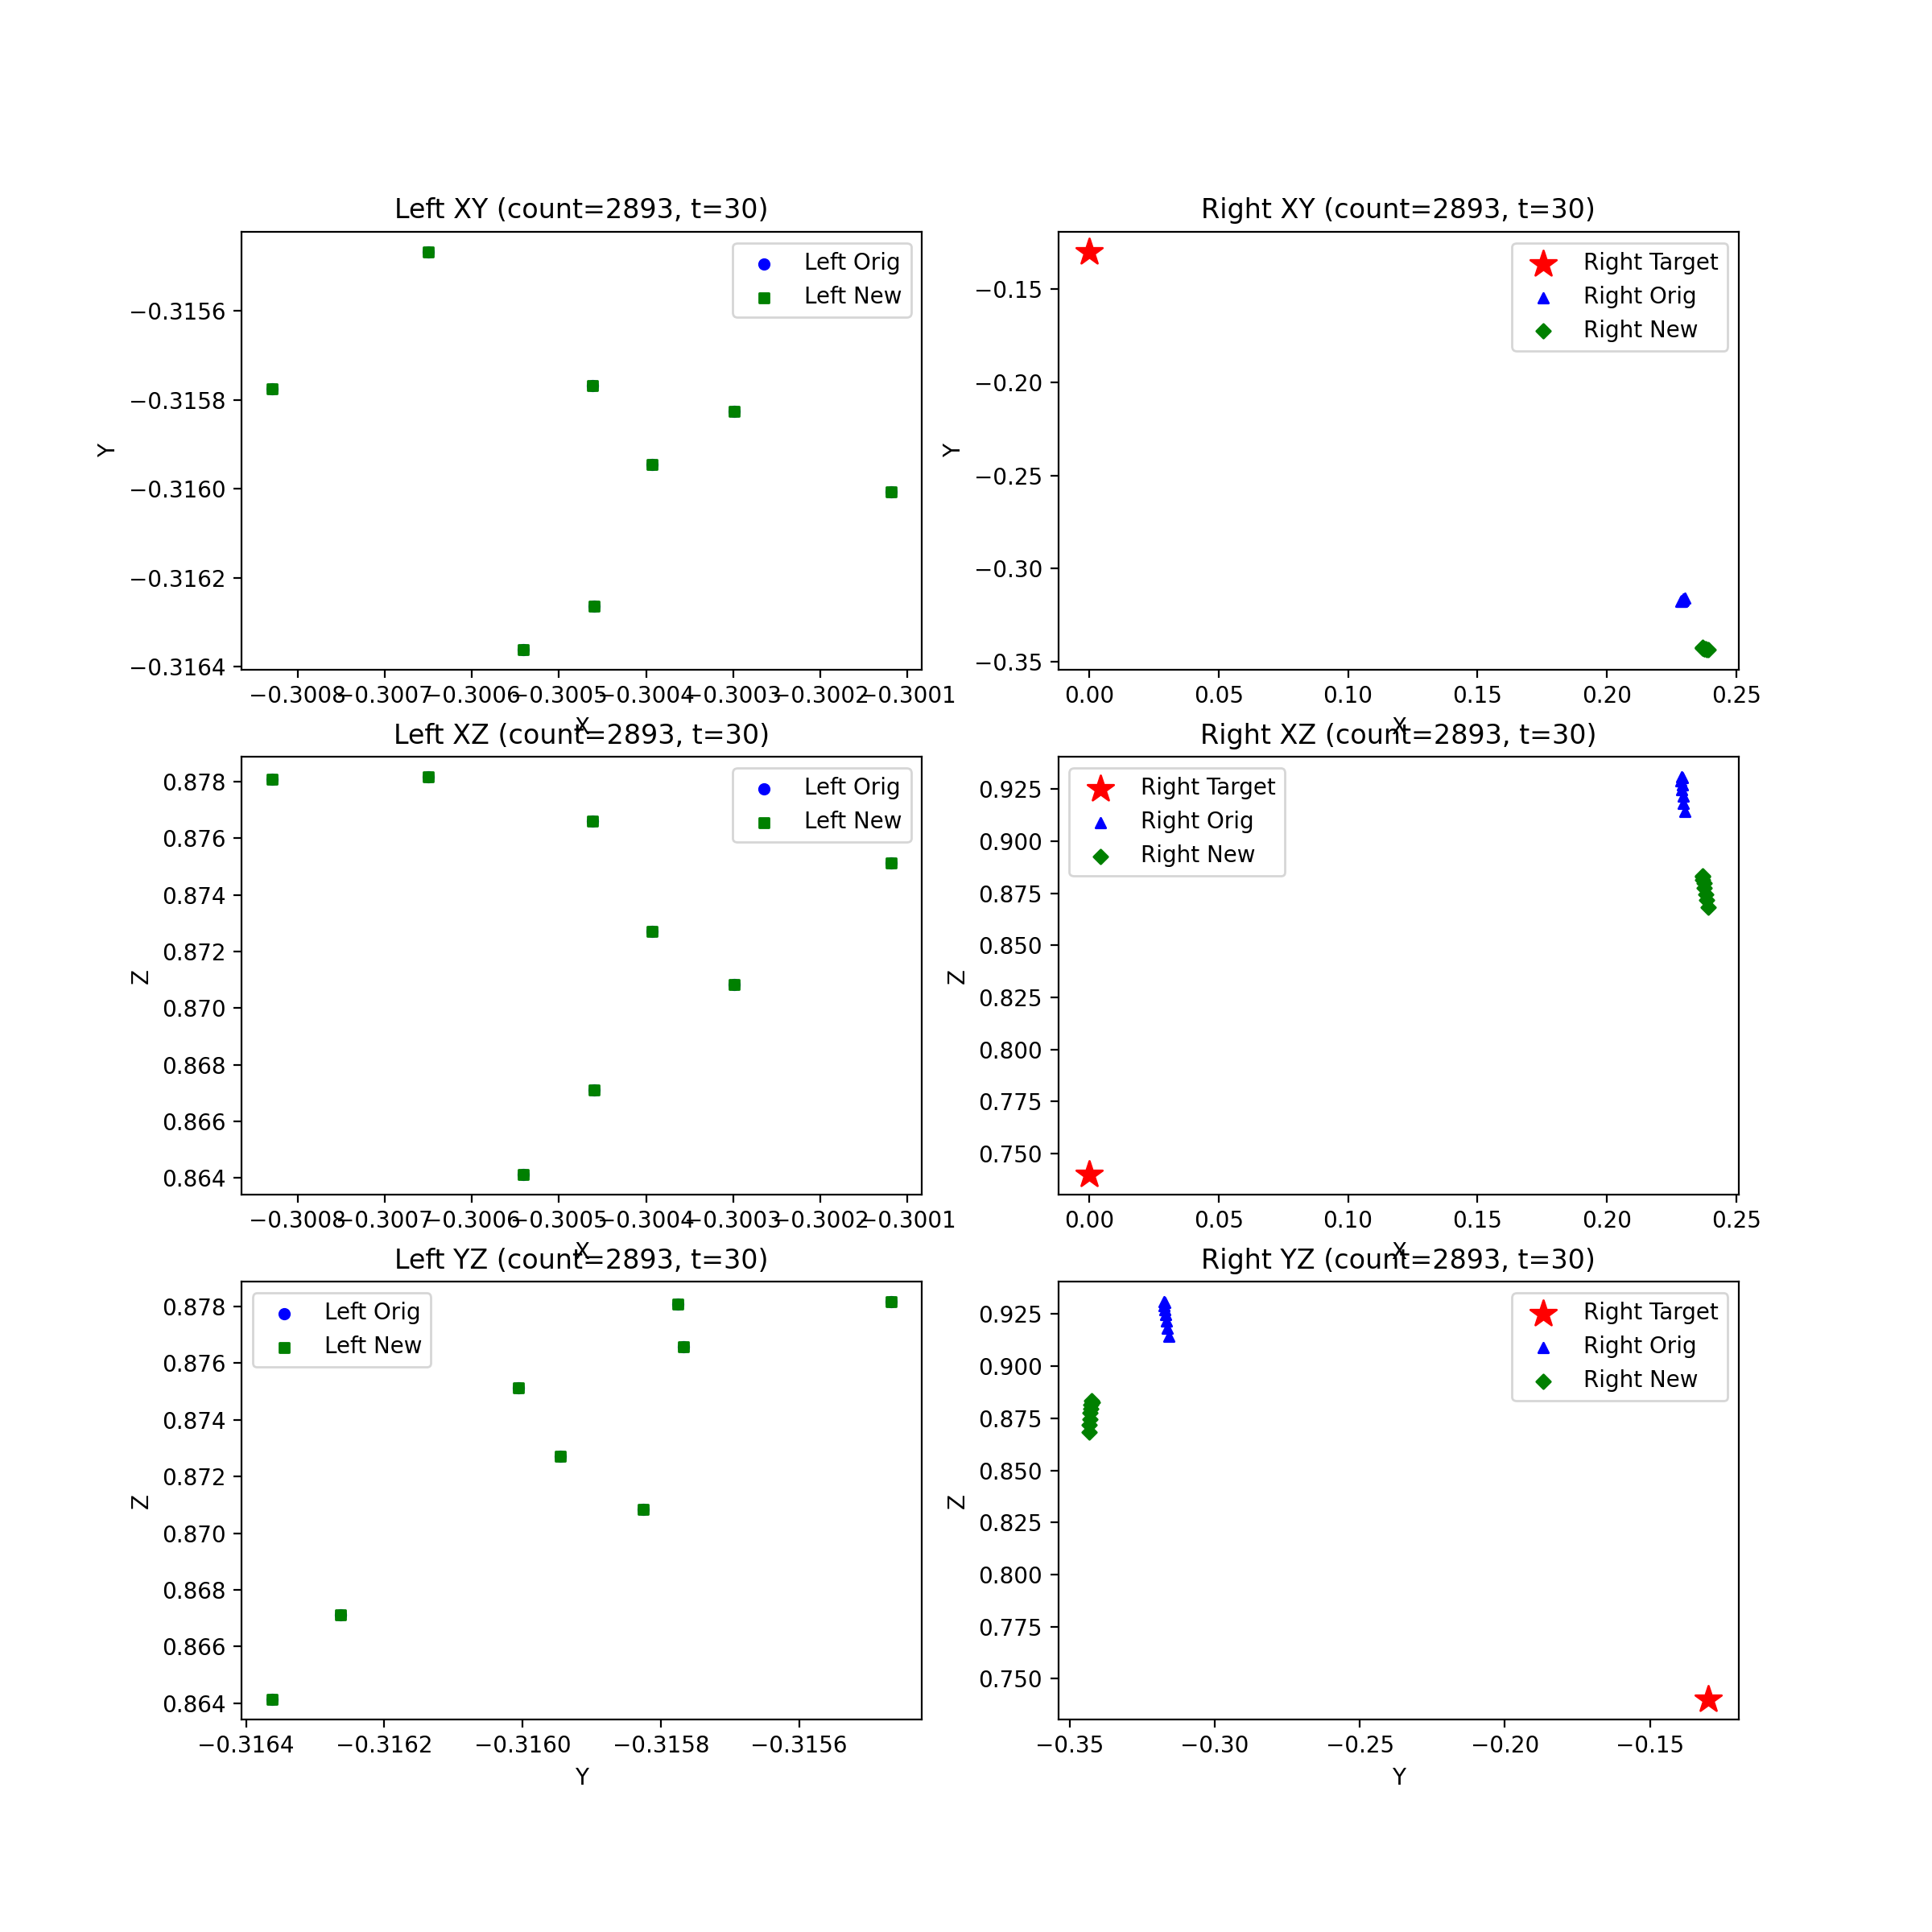 Left XY (count=2893, t=30)
Left Orig
Left New
Y
−0.3156
−0.3158
−0.3160
−0.3162
−0.3164
−0.3008
−0.3007
−0.3006
−0.3005
−0.3004
−0.3003
−0.3002
−0.3001
X
Right XY (count=2893, t=30)
Right Target
Right Orig
Right New
Y
−0.15
−0.20
−0.25
−0.30
−0.35
0.00
0.05
0.10
0.15
0.20
0.25
X
Left XZ (count=2893, t=30)
Left Orig
Left New
Z
0.878
0.876
0.874
0.872
0.870
0.868
0.866
0.864
−0.3008
−0.3007
−0.3006
−0.3005
−0.3004
−0.3003
−0.3002
−0.3001
X
Right XZ (count=2893, t=30)
Right Target
Right Orig
Right New
Z
0.925
0.900
0.875
0.850
0.825
0.800
0.775
0.750
0.00
0.05
0.10
0.15
0.20
0.25
X
Left YZ (count=2893, t=30)
Left Orig
Left New
Z
0.878
0.876
0.874
0.872
0.870
0.868
0.866
0.864
−0.3164
−0.3162
−0.3160
−0.3158
−0.3156
Y
Right YZ (count=2893, t=30)
Right Target
Right Orig
Right New
Z
0.925
0.900
0.875
0.850
0.825
0.800
0.775
0.750
−0.35
−0.30
−0.25
−0.20
−0.15
Y